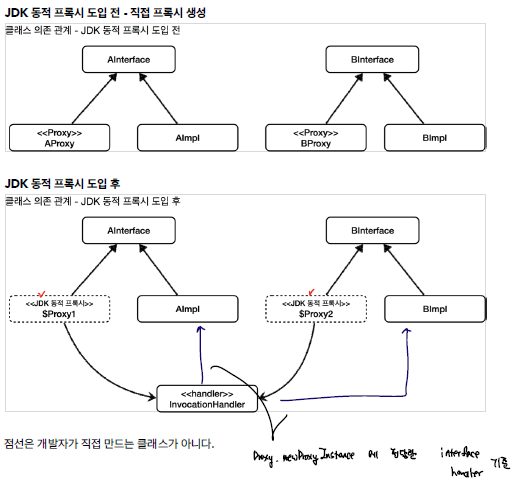 JDK 동적 프록시 도입 전 - 직접 프록시 생성
클래스 의존 관계 - JDK 동적 프록시 도입 전
AInterface
BInterface
<<Proxy>>
AProxy
AImpl
<<Proxy>>
BProxy
BImpl
JDK 동적 프록시 도입 후
클래스 의존 관계 - JDK 동적 프록시 도입 후
AInterface
BInterface
<<JDK 동적 프록시>>
$Proxy1
AImpl
<<JDK 동적 프록시>>
$Proxy2
BImpl
<<handler>>
InvocationHandler
점선은 개발자가 직접 만드는 클래스가 아니다.
Proxy.newProxyInstance 에 전달한 interface 기준
handler